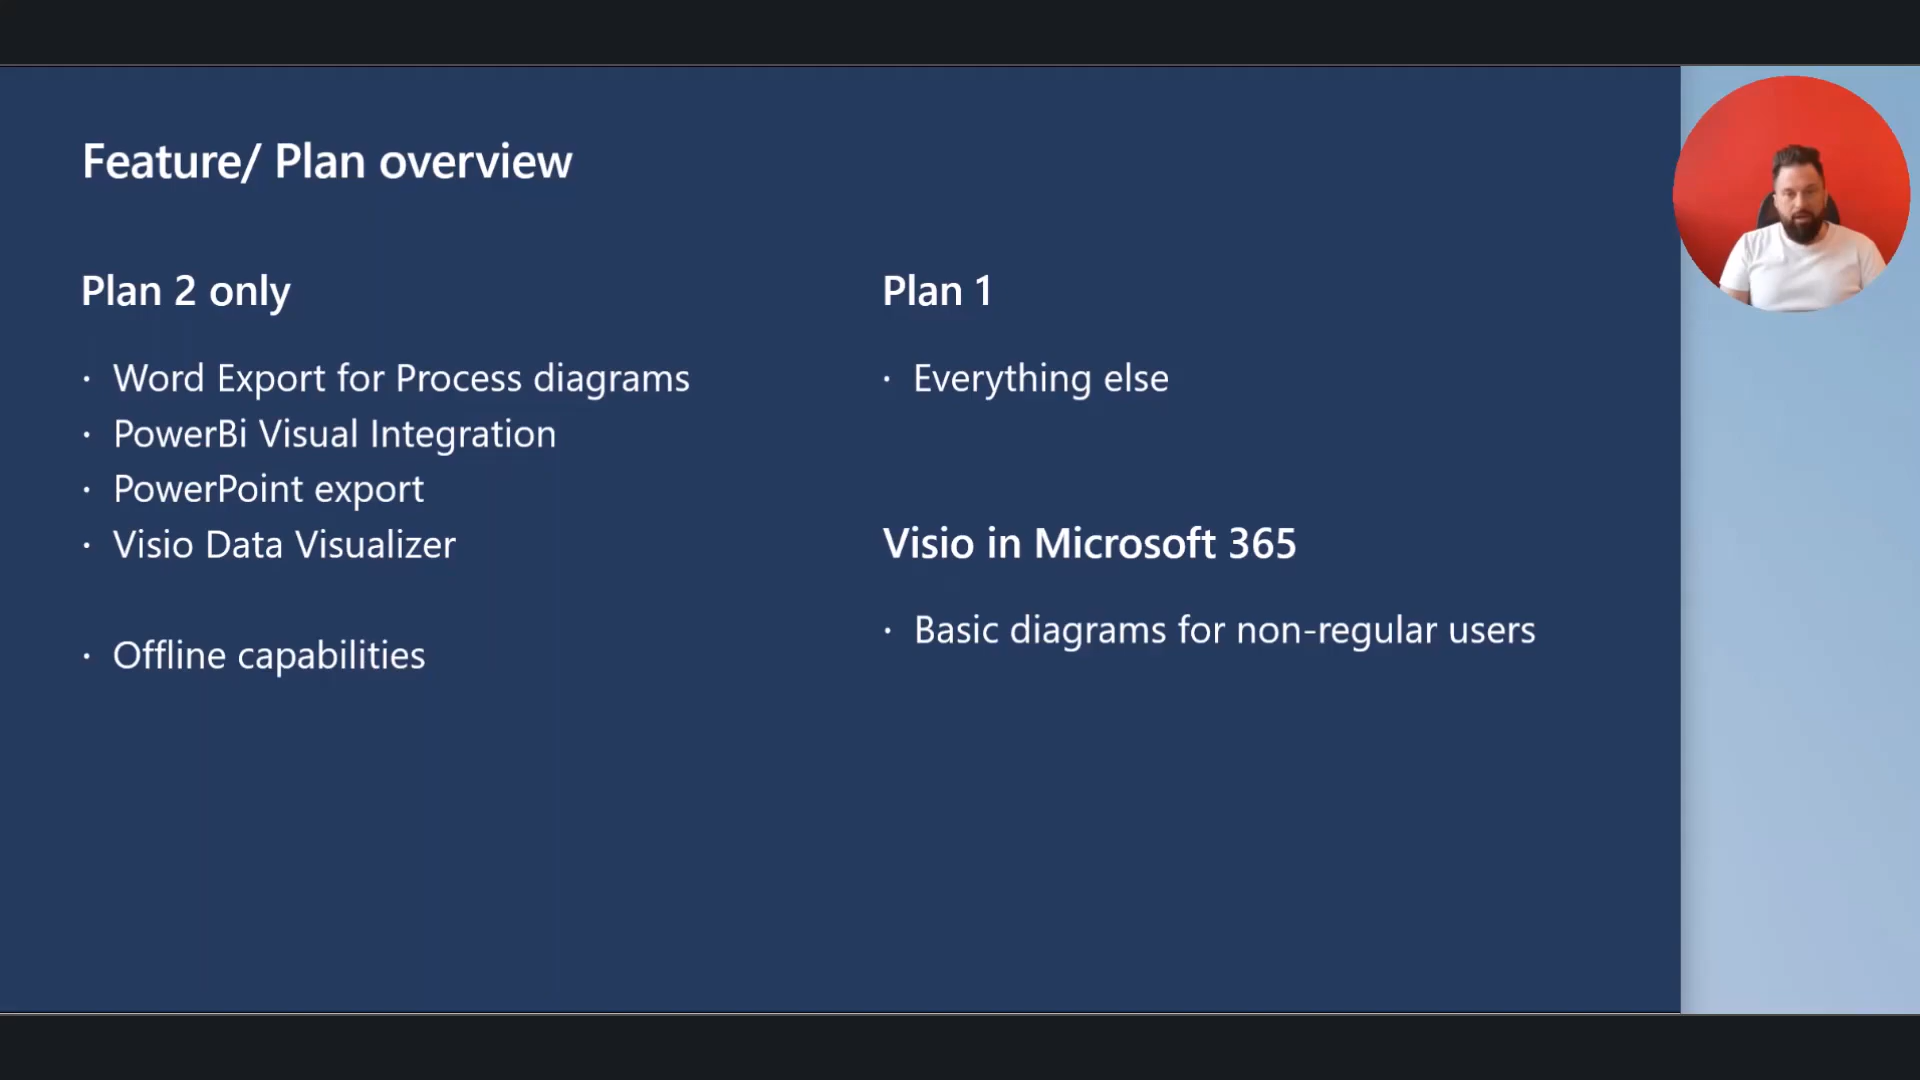 Feature/ Plan overview
Plan 2 only
· Word Export for Process diagrams
· PowerBi Visual Integration
· PowerPoint export
· Visio Data Visualizer
· Offline capabilities
Plan 1
· Everything else
Visio in Microsoft 365
· Basic diagrams for non-regular users